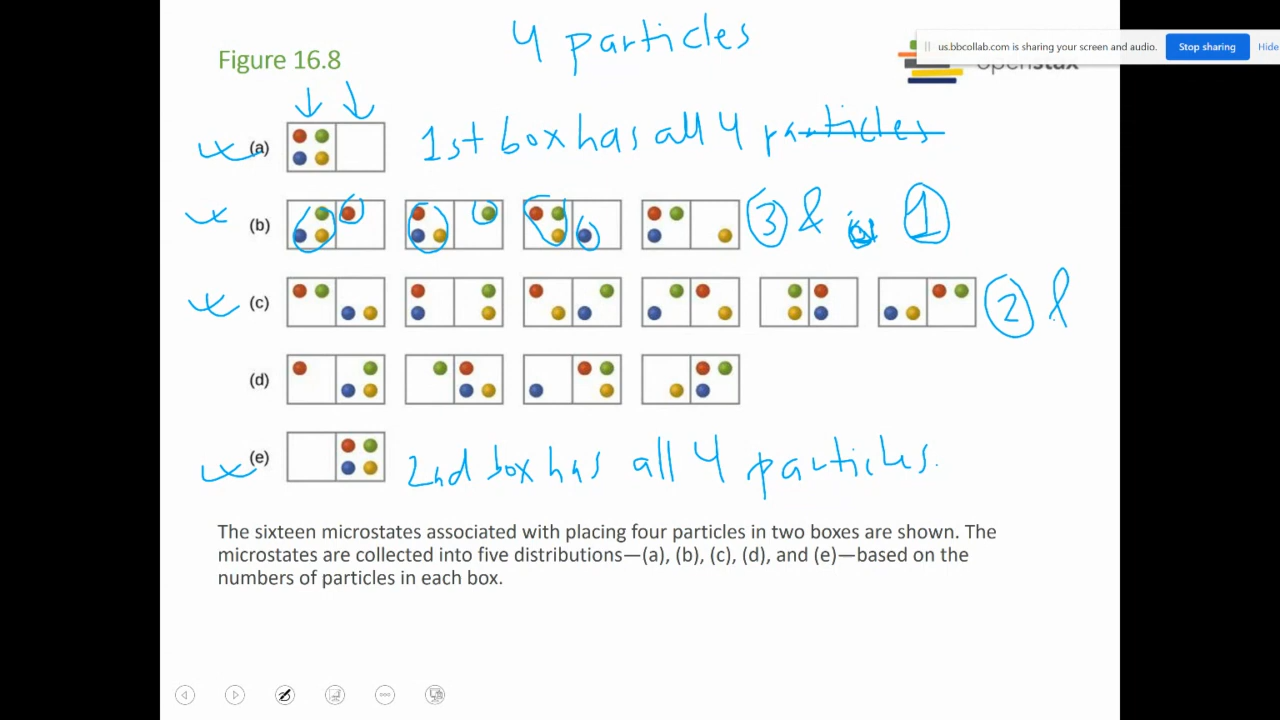 4 particles
us.bbcollab.com is sharing your screen and audio.
Stop sharing
Hide
Figure 16.8
openstax
(a) 1st box has all 4 particles
(b) 3 & 1
(c) 2 &
(d)
(e) 2nd box has all 4 particles.
The sixteen microstates associated with placing four particles in two boxes are shown. The
microstates are collected into five distributions—(a), (b), (c), (d), and (e)—based on the
numbers of particles in each box.